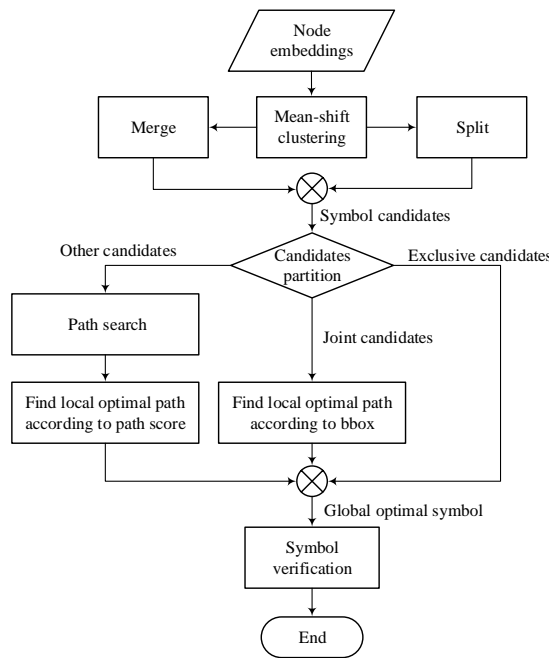 Node
embeddings
Merge
Mean-shift
clustering
Split
Symbol candidates
Other candidates
Candidates
partition
Exclusive candidates
Path search
Joint candidates
Find local optimal path
according to path score
Find local optimal path
according to bbox
Global optimal symbol
Symbol
verification
End